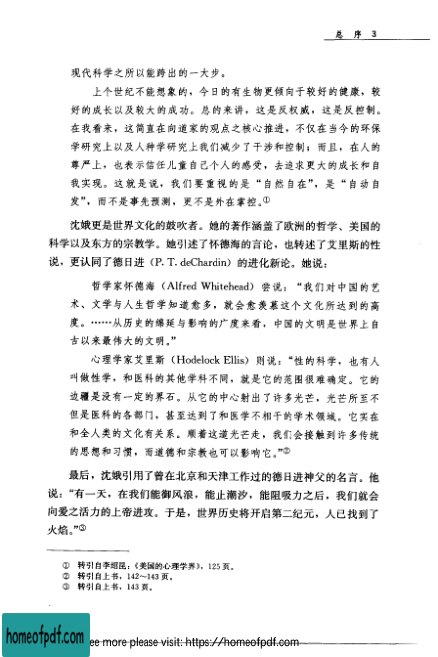 总 序 3
现代科学之所以能跨出的一大步。
上个世纪不能想象的，今日的有生物更倾向于较好的健康，较
好的成长以及较大的成功。总的来讲，这是反权威，这是反控制。
在我看来，这简直在向道家的观点之核心推进，不仅在当今的环保
学研究上以及人种学研究上我们减少了干涉和控制；而且，在人的
尊严上，也表示信任儿童自己个人的感受，去追求更大的成长和自
我实现。这就是说，我们要重视的是“自然自在”，是“自动自
发”，而不是事先预测，更不是外在掌控。①
沈娥更是世界文化的鼓吹者。她的著作涵盖了欧洲的哲学、美国的
科学以及东方的宗教学。她引述了怀德海的言论，也转述了艾里斯的性
说，更认同了德日进（P. T. deChardin）的进化新论。她说：
哲学家怀德海（Alfred Whitehead）尝说：“我们对中国的艺
术、文学与人生哲学知道愈多，就会愈羡慕这个文化所达到的高
度。……从历史的绵延与影响的广度来看，中国的文明是世界上自
古以来最伟大的文明。”
心理学家艾里斯（Hodelock Ellis）则说：“性的科学，也有人
叫做性学，和医科的其他学科不同，就是它的范围很难确定。它的
边疆是没有一定的界石。从它的中心射出了许多光芒，光芒所至不
但是医科的各部门，甚至达到了和医学不相干的学术领域。它实在
和全人类的文化有关系。顺着这道光芒走，我们会接触到许多传统
的思想和习惯，而道德和宗教也可以影响它。”②
最后，沈娥引用了曾在北京和天津工作过的德日进神父的名言。他
说：“有一天，在我们能御风浪，能止潮汐，能阻吸力之后，我们就会
向爱之活力的上帝进攻。于是，世界历史将开启第二纪元，人已找到了
火焰。”③
① 转引自李绍昆：《美国的心理学界》，125 页。
② 转引自上书，142～143 页。
③ 转引自上书，143 页。
homeofpdf.com
ee more please visit: https://homeofpdf.com